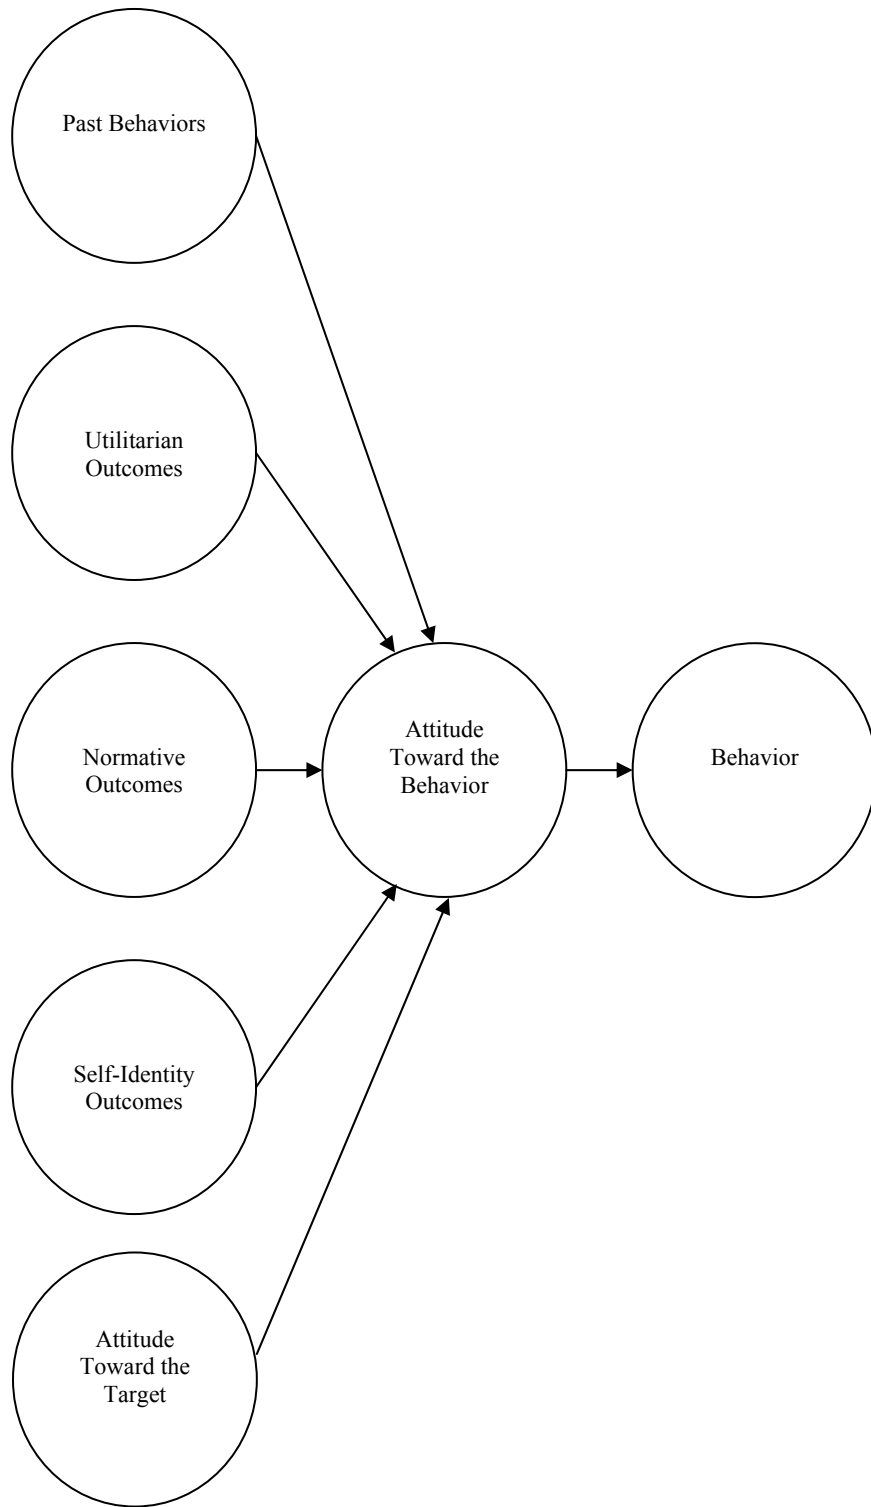 Past Behaviors
Utilitarian
Outcomes
Normative
Outcomes
Attitude
Toward the
Behavior
Behavior
Self-Identity
Outcomes
Attitude
Toward the
Target